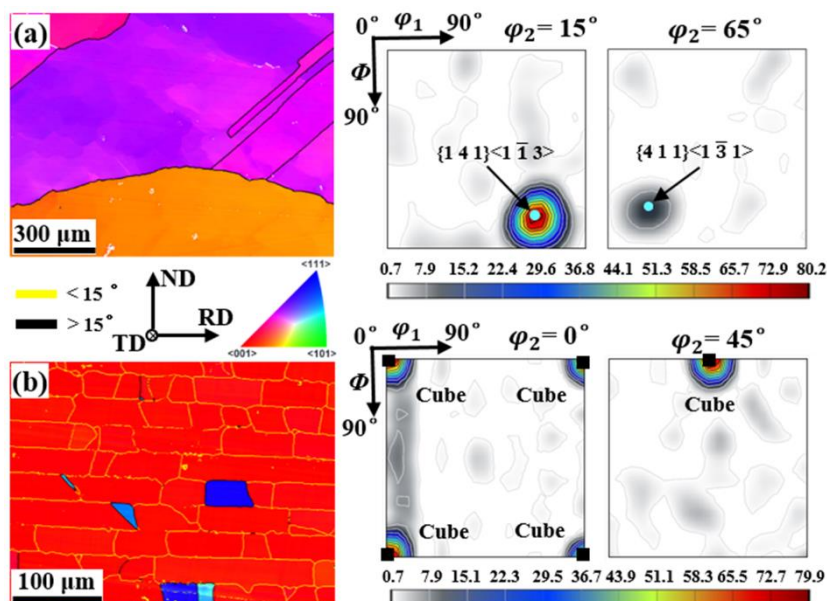 (a)
300 μm
0° φ₁ 90° φ₂ = 15° φ₂ = 65°
Φ
90°
{1 4 1}<1 1̄ 3> {4 1 1}<1 3̄ 1>
0.7 7.9 15.2 22.4 29.6 36.8 44.1 51.3 58.5 65.7 72.9 80.2
< 15°
> 15°
ND
TD RD
<111>
<001> <101>
(b)
100 μm
0° φ₁ 90° φ₂ = 0° φ₂ = 45°
Φ
90°
Cube Cube Cube
Cube Cube
0.7 7.9 15.1 22.3 29.5 36.7 43.9 51.1 58.3 65.5 72.7 79.9